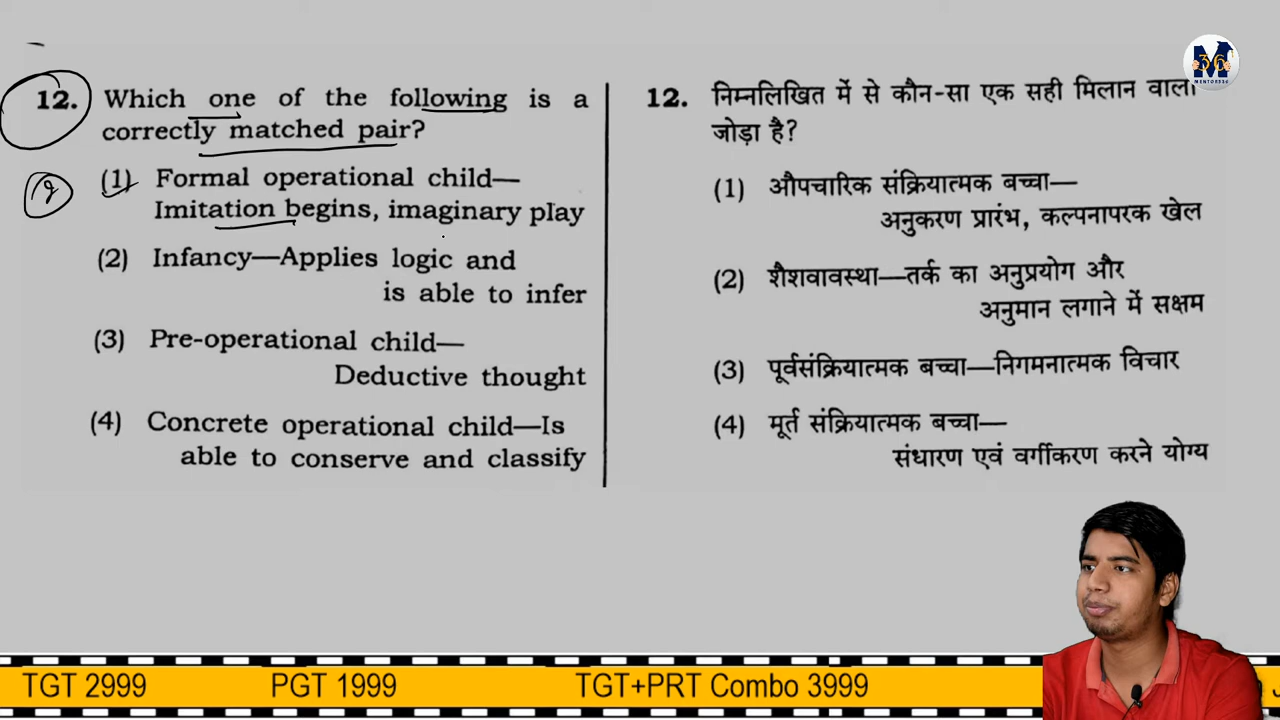 M
36
MENTORS36
12. Which one of the following is a
correctly matched pair?
(1) Formal operational child—
Imitation begins, imaginary play
(2) Infancy—Applies logic and
is able to infer
(3) Pre-operational child—
Deductive thought
(4) Concrete operational child—Is
able to conserve and classify
12. निम्नलिखित में से कौन-सा एक सही मिलान वाला
जोड़ा है?
(1) औपचारिक संक्रियात्मक बच्चा—
अनुकरण प्रारंभ, कल्पनापरक खेल
(2) शैशवावस्था—तर्क का अनुप्रयोग और
अनुमान लगाने में सक्षम
(3) पूर्वसंक्रियात्मक बच्चा—निगमनात्मक विचार
(4) मूर्त संक्रियात्मक बच्चा—
संधारण एवं वर्गीकरण करने योग्य
TGT 2999 PGT 1999 TGT+PRT Combo 3999